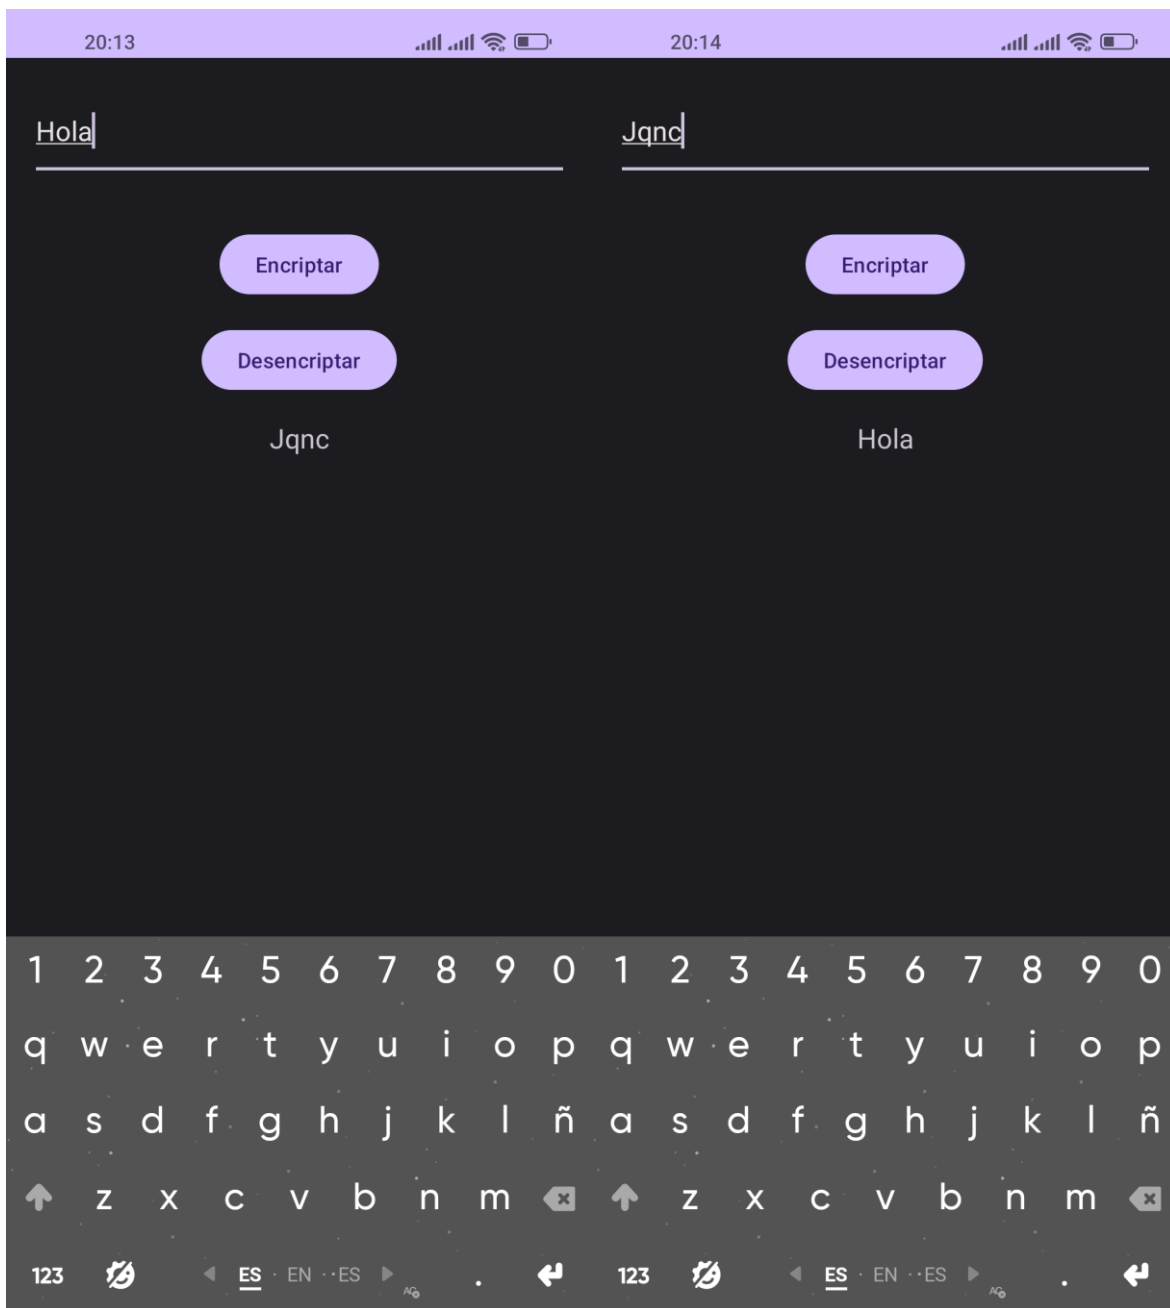 20:13
Hola
Encriptar
Desencriptar
Jqnc
1 2 3 4 5 6 7 8 9 0
q w e r t y u i o p
a s d f g h j k l ñ
z x c v b n m
123 ES · EN ··ES .
20:14
Jqnc
Encriptar
Desencriptar
Hola
1 2 3 4 5 6 7 8 9 0
q w e r t y u i o p
a s d f g h j k l ñ
z x c v b n m
123 ES · EN ··ES .